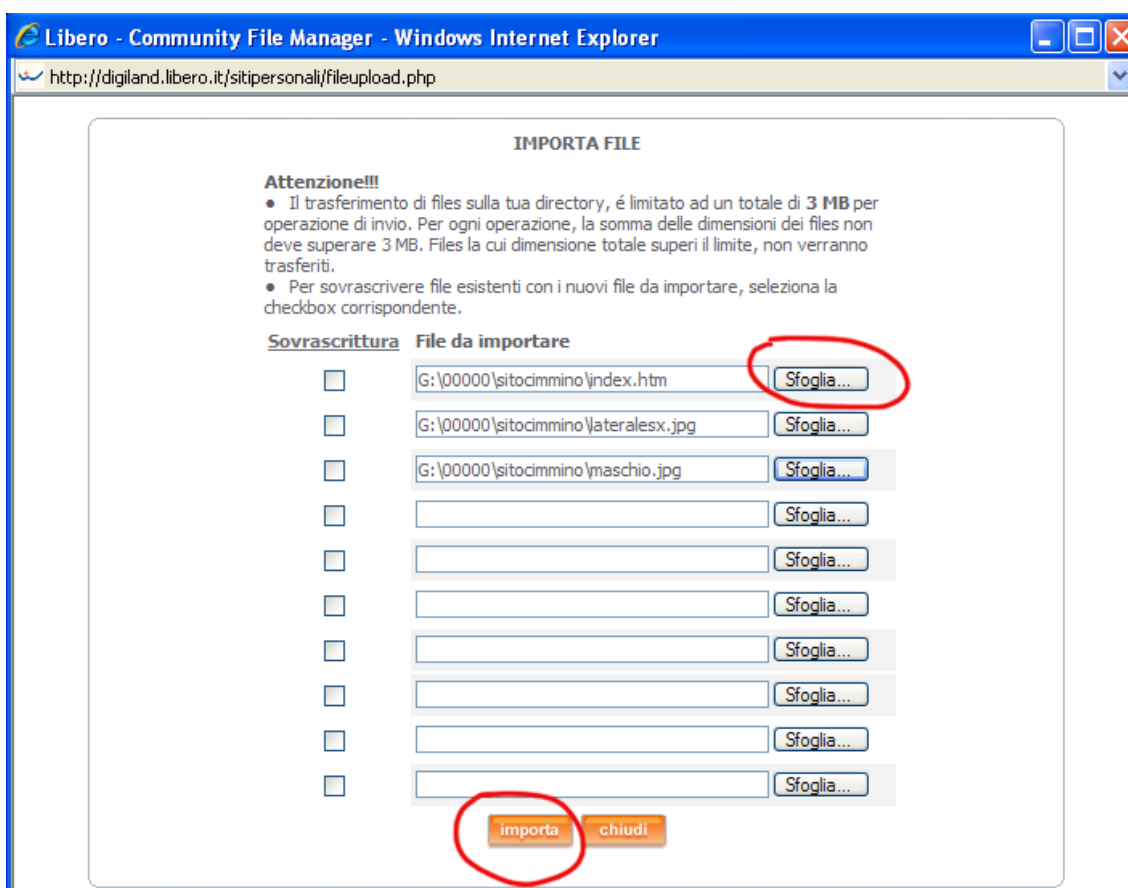 Libero - Community File Manager - Windows Internet Explorer
http://digiland.libero.it/sitipersonali/fileupload.php
IMPORTA FILE
Attenzione!!!
● Il trasferimento di files sulla tua directory, é limitato ad un totale di 3 MB per
operazione di invio. Per ogni operazione, la somma delle dimensioni dei files non
deve superare 3 MB. Files la cui dimensione totale superi il limite, non verranno
trasferiti.
● Per sovrascrivere file esistenti con i nuovi file da importare, seleziona la
checkbox corrispondente.
Sovrascrittura File da importare
G:\00000\sitocimmino\index.htm Sfoglia...
G:\00000\sitocimmino\lateralesx.jpg Sfoglia...
G:\00000\sitocimmino\maschio.jpg Sfoglia...
Sfoglia...
Sfoglia...
Sfoglia...
Sfoglia...
Sfoglia...
Sfoglia...
Sfoglia...
importa chiudi